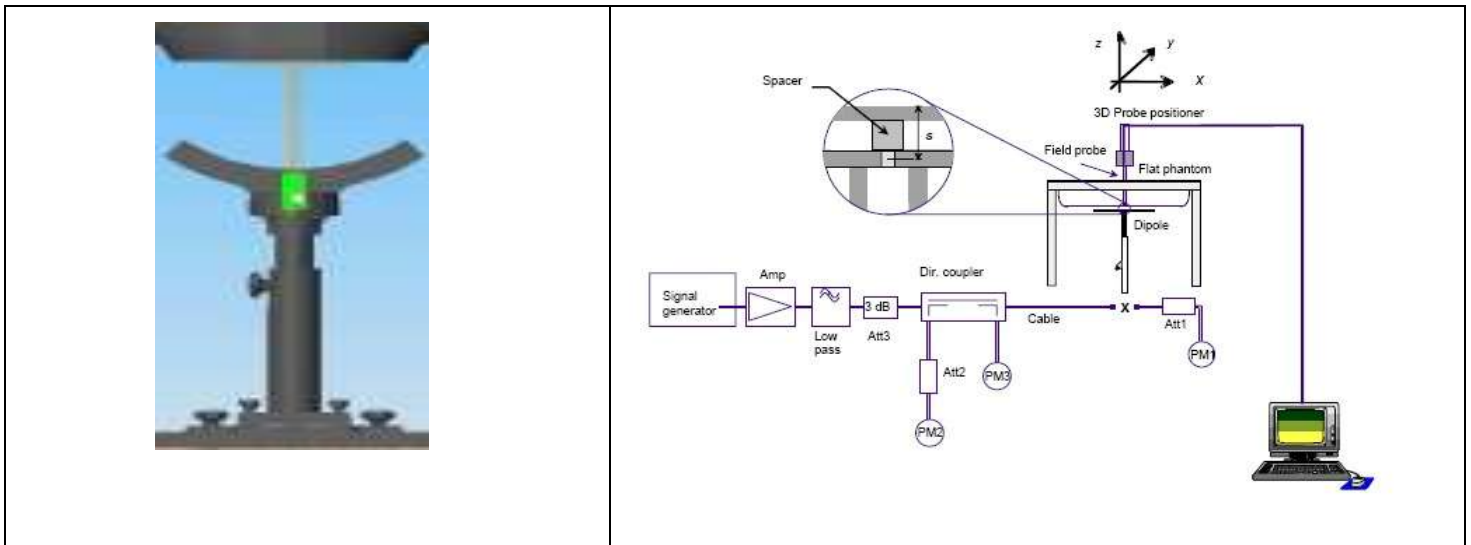 z
y
X
Spacer
s
3D Probe positioner
Field probe
Flat phantom
Dipole
Signal
generator
Amp
Low
pass
3 dB
Att3
Dir. coupler
Cable
X
Att1
PM1
Att2
PM3
PM2